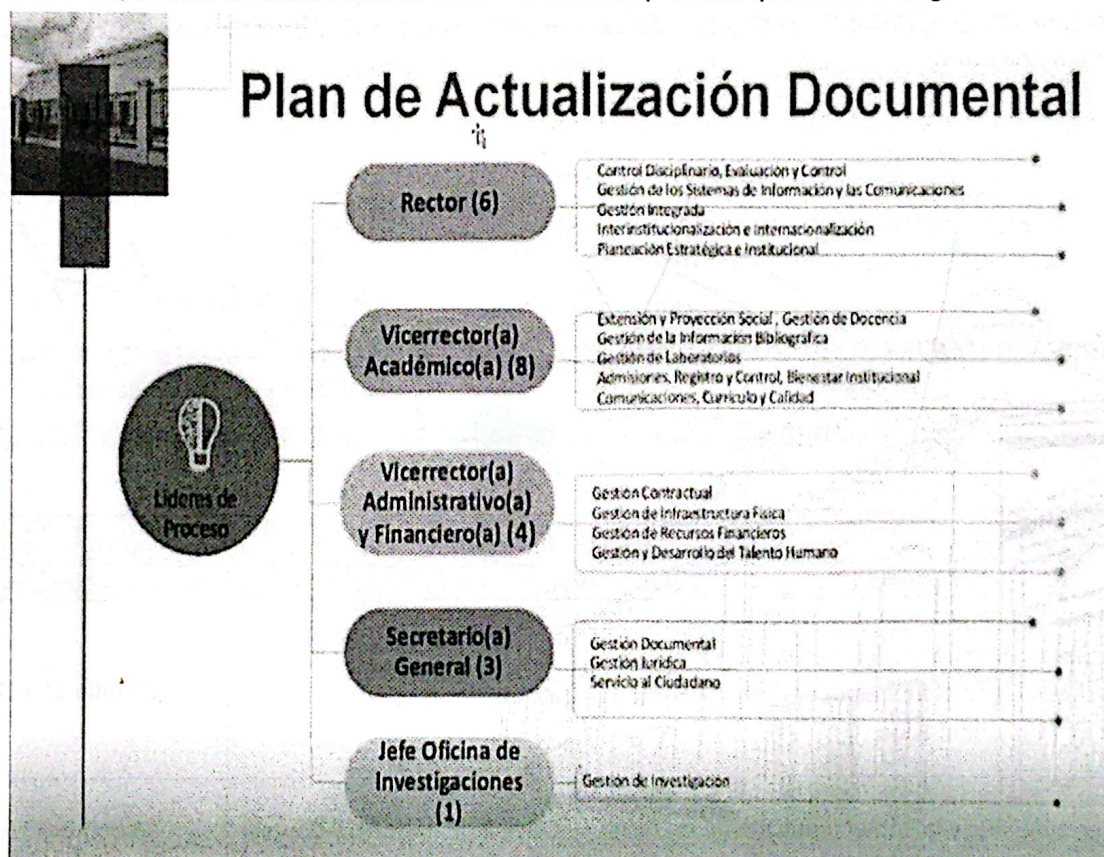 Plan de Actualización Documental
Líderes de
Proceso
Rector (6)
Control Disciplinario, Evaluación y Control
Gestión de los Sistemas de Información y las Comunicaciones
Gestión Integrada
Interinstitucionalización e Internacionalización
Planeación Estratégica e Institucional
Vicerrector(a)
Académico(a) (8)
Extensión y Proyección Social , Gestión de Docencia
Gestión de la Información Bibliográfica
Gestión de Laboratorios
Admisiones, Registro y Control, Bienestar Institucional
Comunicaciones, Currículo y Calidad
Vicerrector(a)
Administrativo(a)
y Financiero(a) (4)
Gestión Contractual
Gestión de Infraestructura Física
Gestión de Recursos Financieros
Gestión y Desarrollo del Talento Humano
Secretario(a)
General (3)
Gestión Documental
Gestión Jurídica
Servicio al Ciudadano
Jefe Oficina de
Investigaciones
(1)
Gestión de Investigación